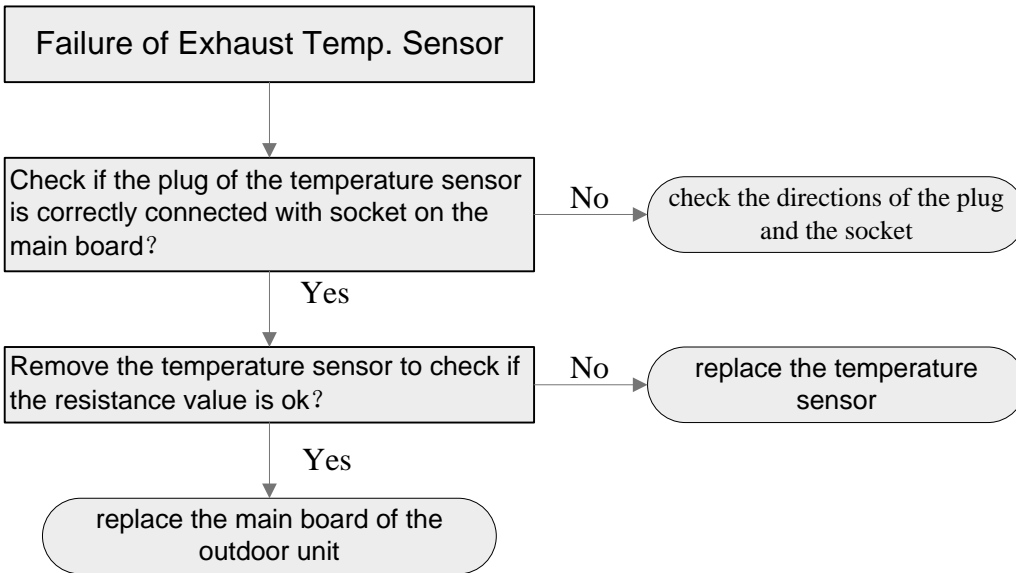 Failure of Exhaust Temp. Sensor
Check if the plug of the temperature sensor
is correctly connected with socket on the
main board？
No
check the directions of the plug
and the socket
Yes
Remove the temperature sensor to check if
the resistance value is ok？
No
replace the temperature
sensor
Yes
replace the main board of the
outdoor unit